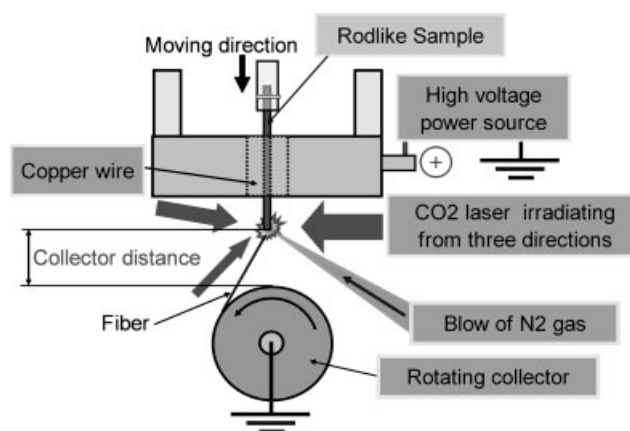 Moving direction
Rodlike Sample
High voltage
power source
+
Copper wire
CO2 laser irradiating
from three directions
Collector distance
Fiber
Blow of N2 gas
Rotating collector